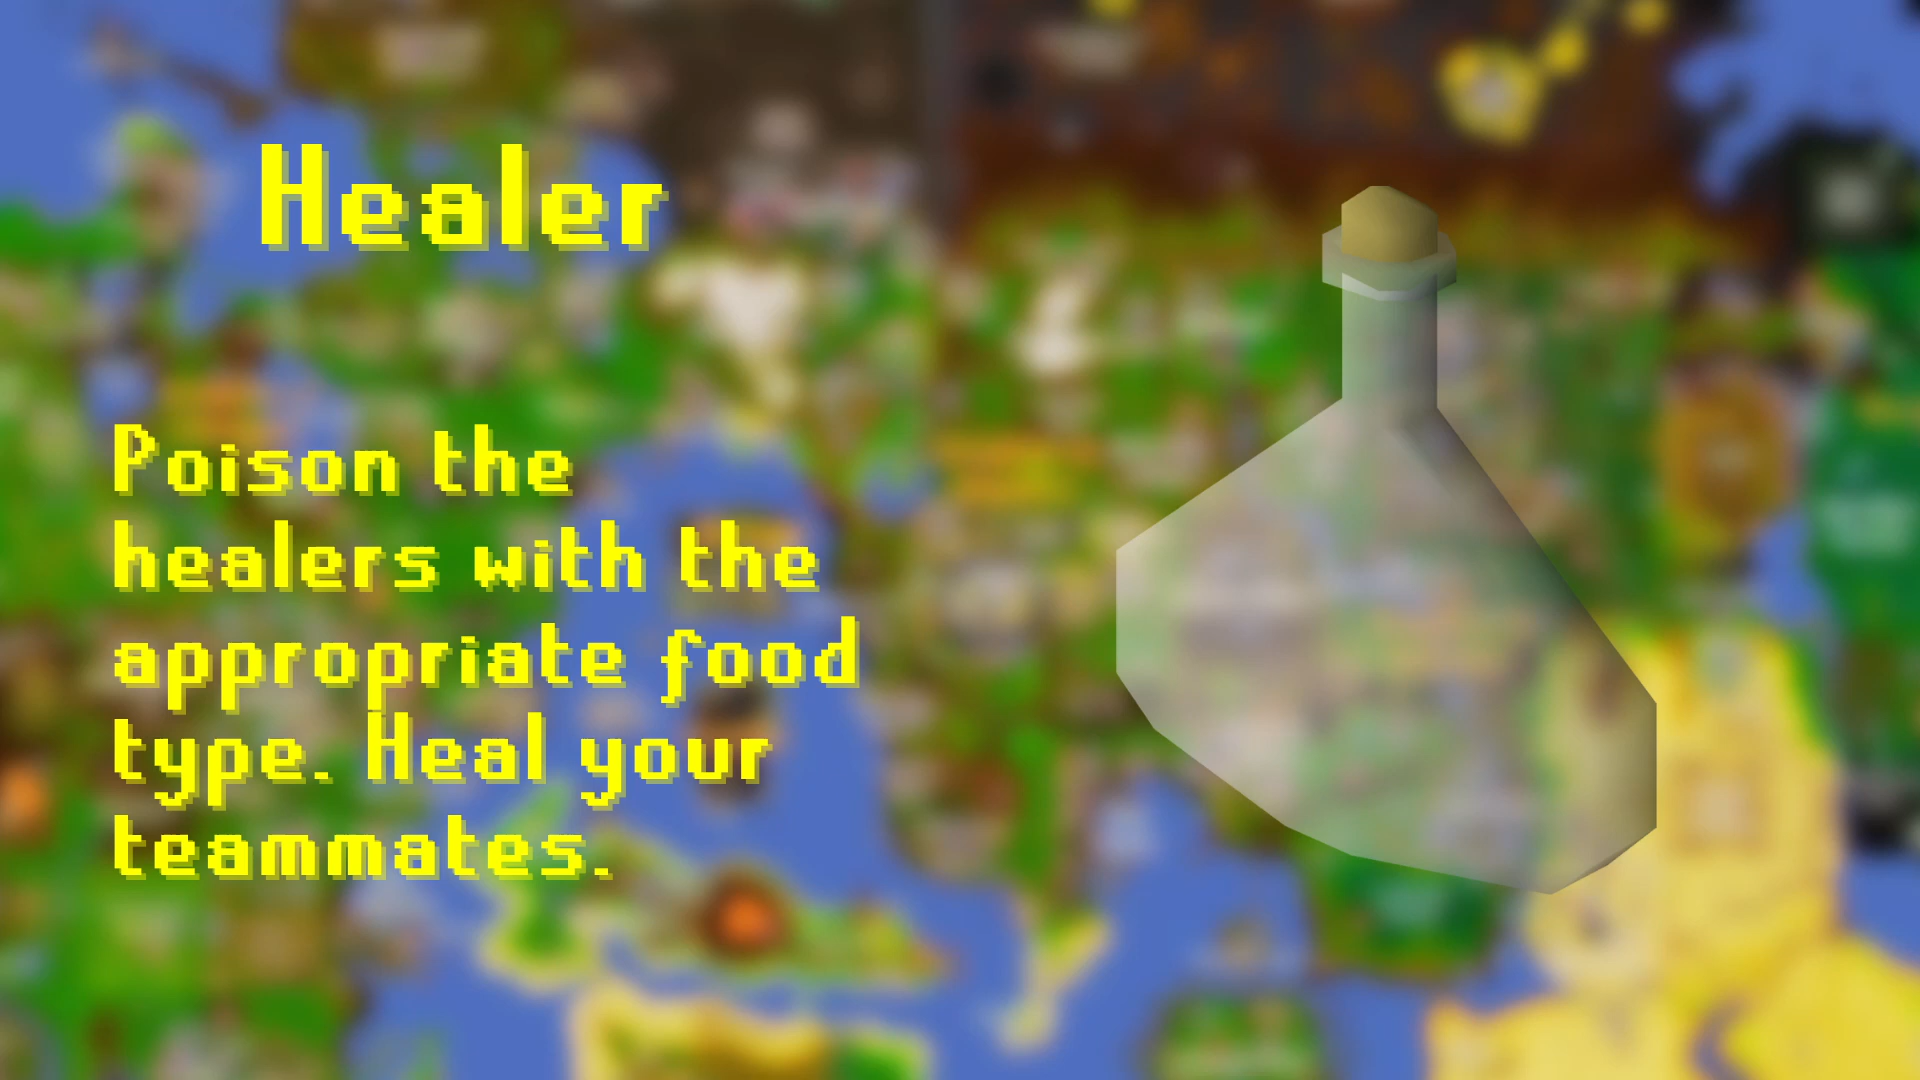 Healer
Poison the
healers with the
appropriate food
type. Heal your
teammates.